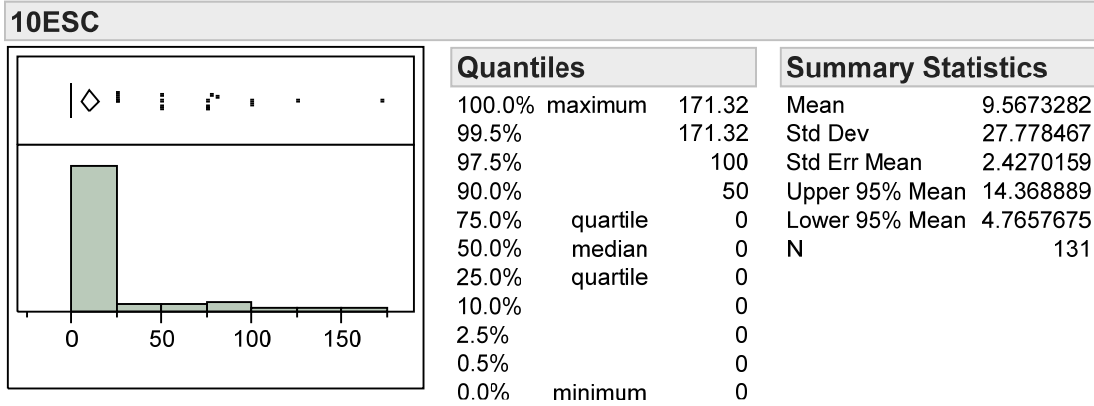 10ESC
0 50 100 150
Quantiles
100.0% maximum 171.32
99.5% 171.32
97.5% 100
90.0% 50
75.0% quartile 0
50.0% median 0
25.0% quartile 0
10.0% 0
2.5% 0
0.5% 0
0.0% minimum 0
Summary Statistics
Mean 9.5673282
Std Dev 27.778467
Std Err Mean 2.4270159
Upper 95% Mean 14.368889
Lower 95% Mean 4.7657675
N 131